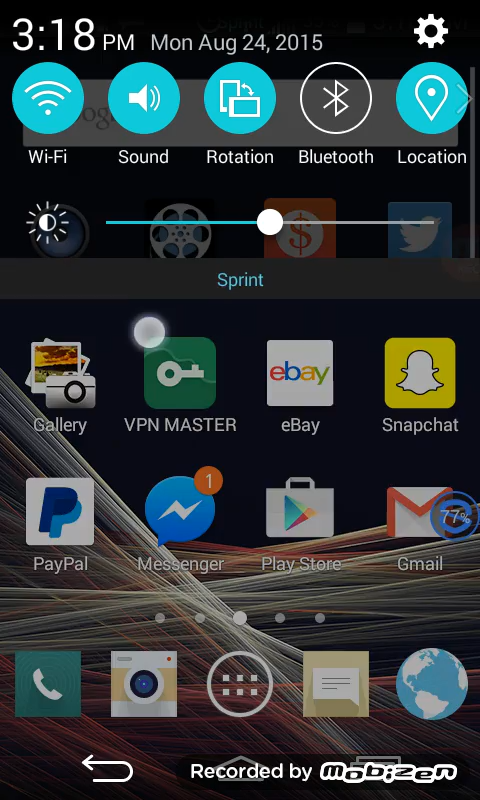 3:18 PM Mon Aug 24, 2015
Wi-Fi Sound Rotation Bluetooth Location
Sprint
ebay
Gallery VPN MASTER eBay Snapchat
1
77%
PayPal Messenger Play Store Gmail
Recorded by mobizen